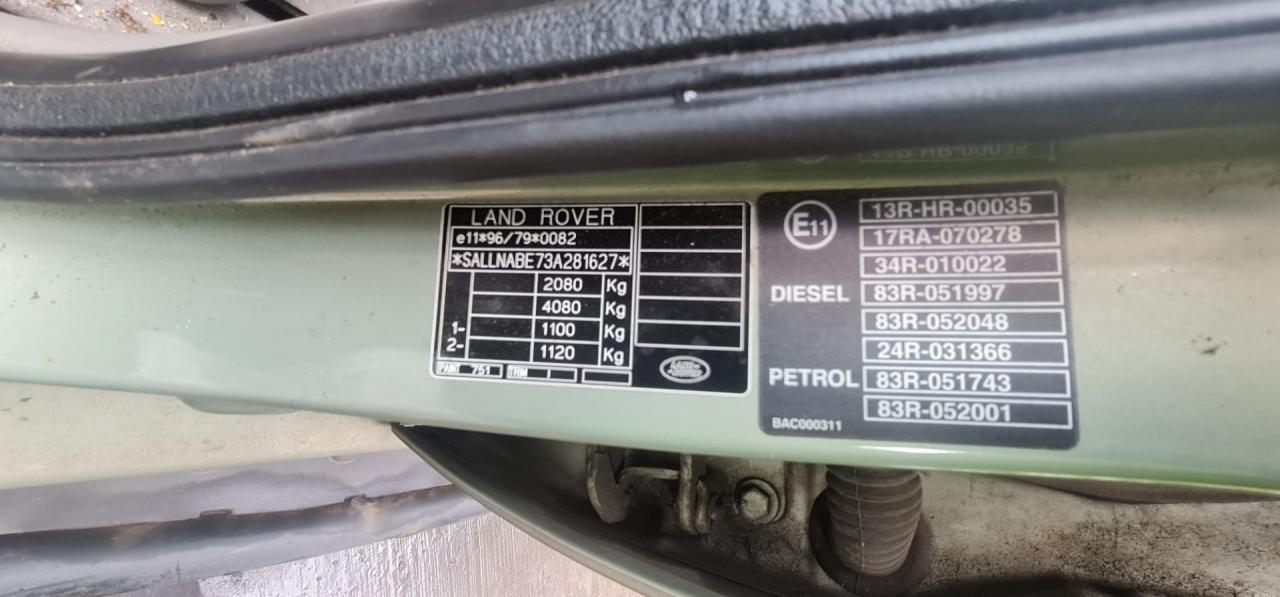 LAND ROVER
e11*96/79*0082
*SALLNABE73A281627*
2080 Kg
4080 Kg
1- 1100 Kg
2- 1120 Kg
PAINT 751 TRM
E11
13R-HR-00035
17RA-070278
34R-010022
DIESEL 83R-051997
83R-052048
24R-031366
PETROL 83R-051743
83R-052001
BAC000311